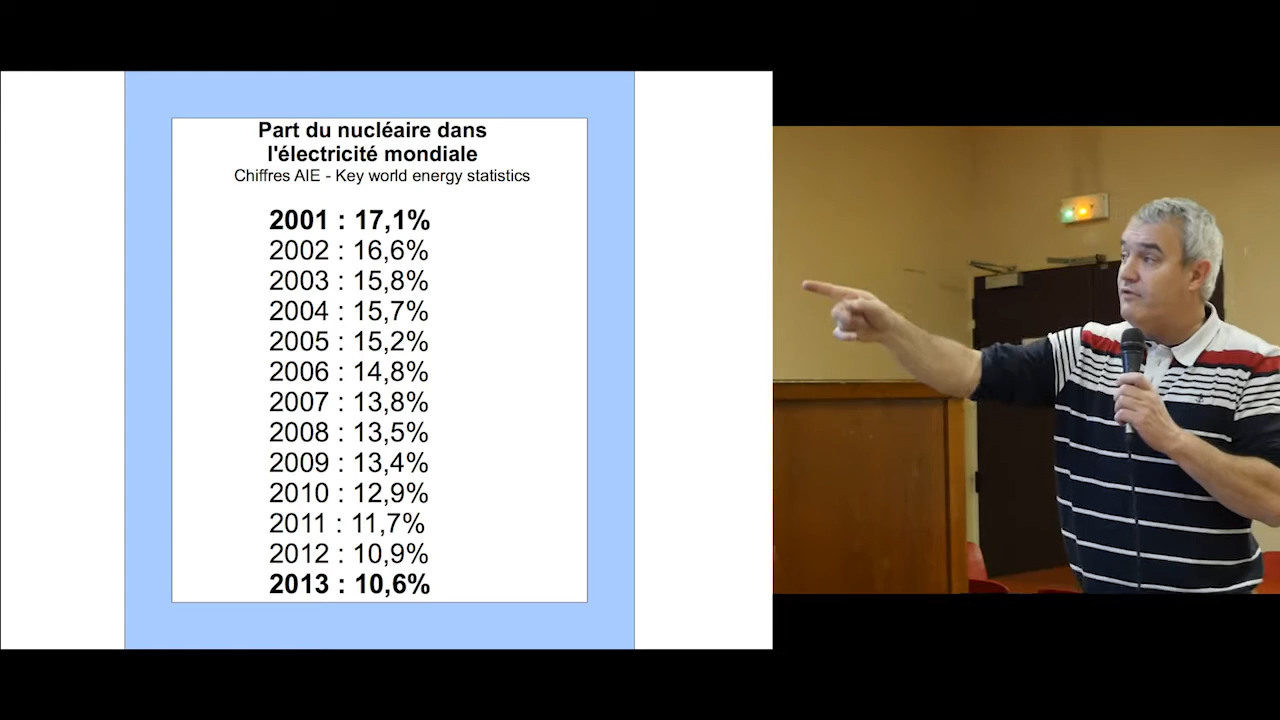 Part du nucléaire dans
l'électricité mondiale
Chiffres AIE - Key world energy statistics
2001 : 17,1%
2002 : 16,6%
2003 : 15,8%
2004 : 15,7%
2005 : 15,2%
2006 : 14,8%
2007 : 13,8%
2008 : 13,5%
2009 : 13,4%
2010 : 12,9%
2011 : 11,7%
2012 : 10,9%
2013 : 10,6%